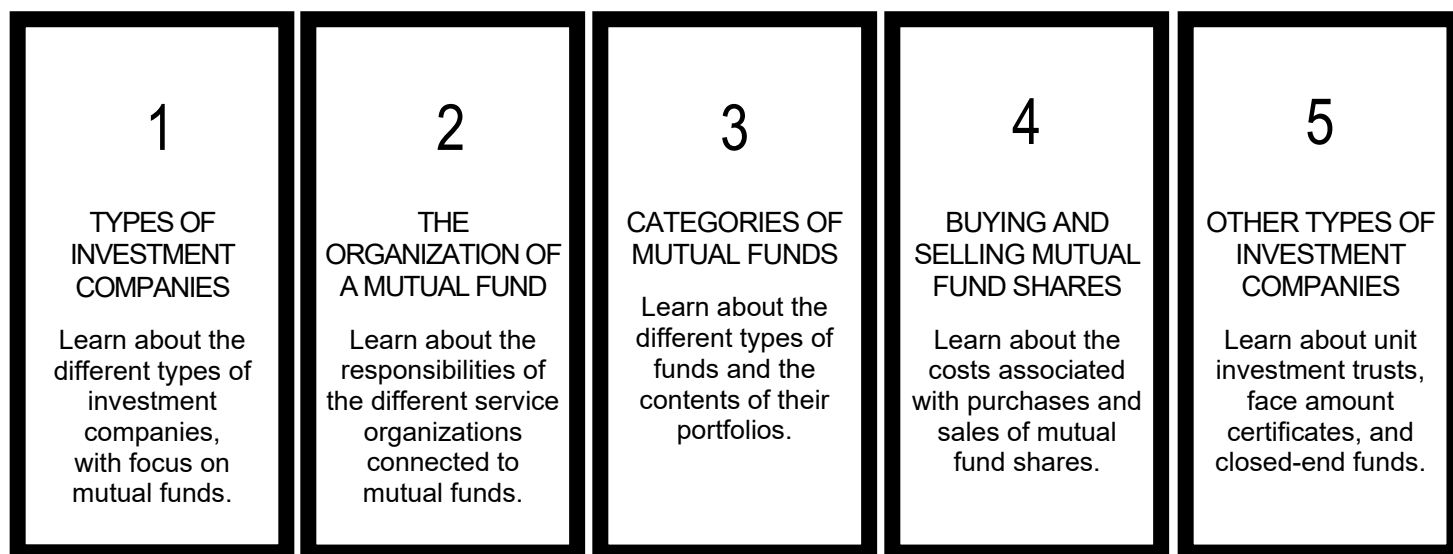 1
TYPES OF
INVESTMENT
COMPANIES
Learn about the
different types of
investment
companies,
with focus on
mutual funds.
2
THE
ORGANIZATION OF
A MUTUAL FUND
Learn about the
responsibilities of
the different service
organizations
connected to
mutual funds.
3
CATEGORIES OF
MUTUAL FUNDS
Learn about the
different types of
funds and the
contents of their
portfolios.
4
BUYING AND
SELLING MUTUAL
FUND SHARES
Learn about the
costs associated
with purchases and
sales of mutual
fund shares.
5
OTHER TYPES OF
INVESTMENT
COMPANIES
Learn about unit
investment trusts,
face amount
certificates, and
closed-end funds.